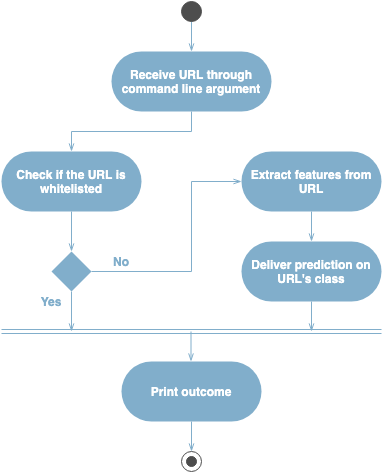 Receive URL through
command line argument
Check if the URL is
whitelisted
Extract features from
URL
No
Deliver prediction on
URL's class
Yes
Print outcome